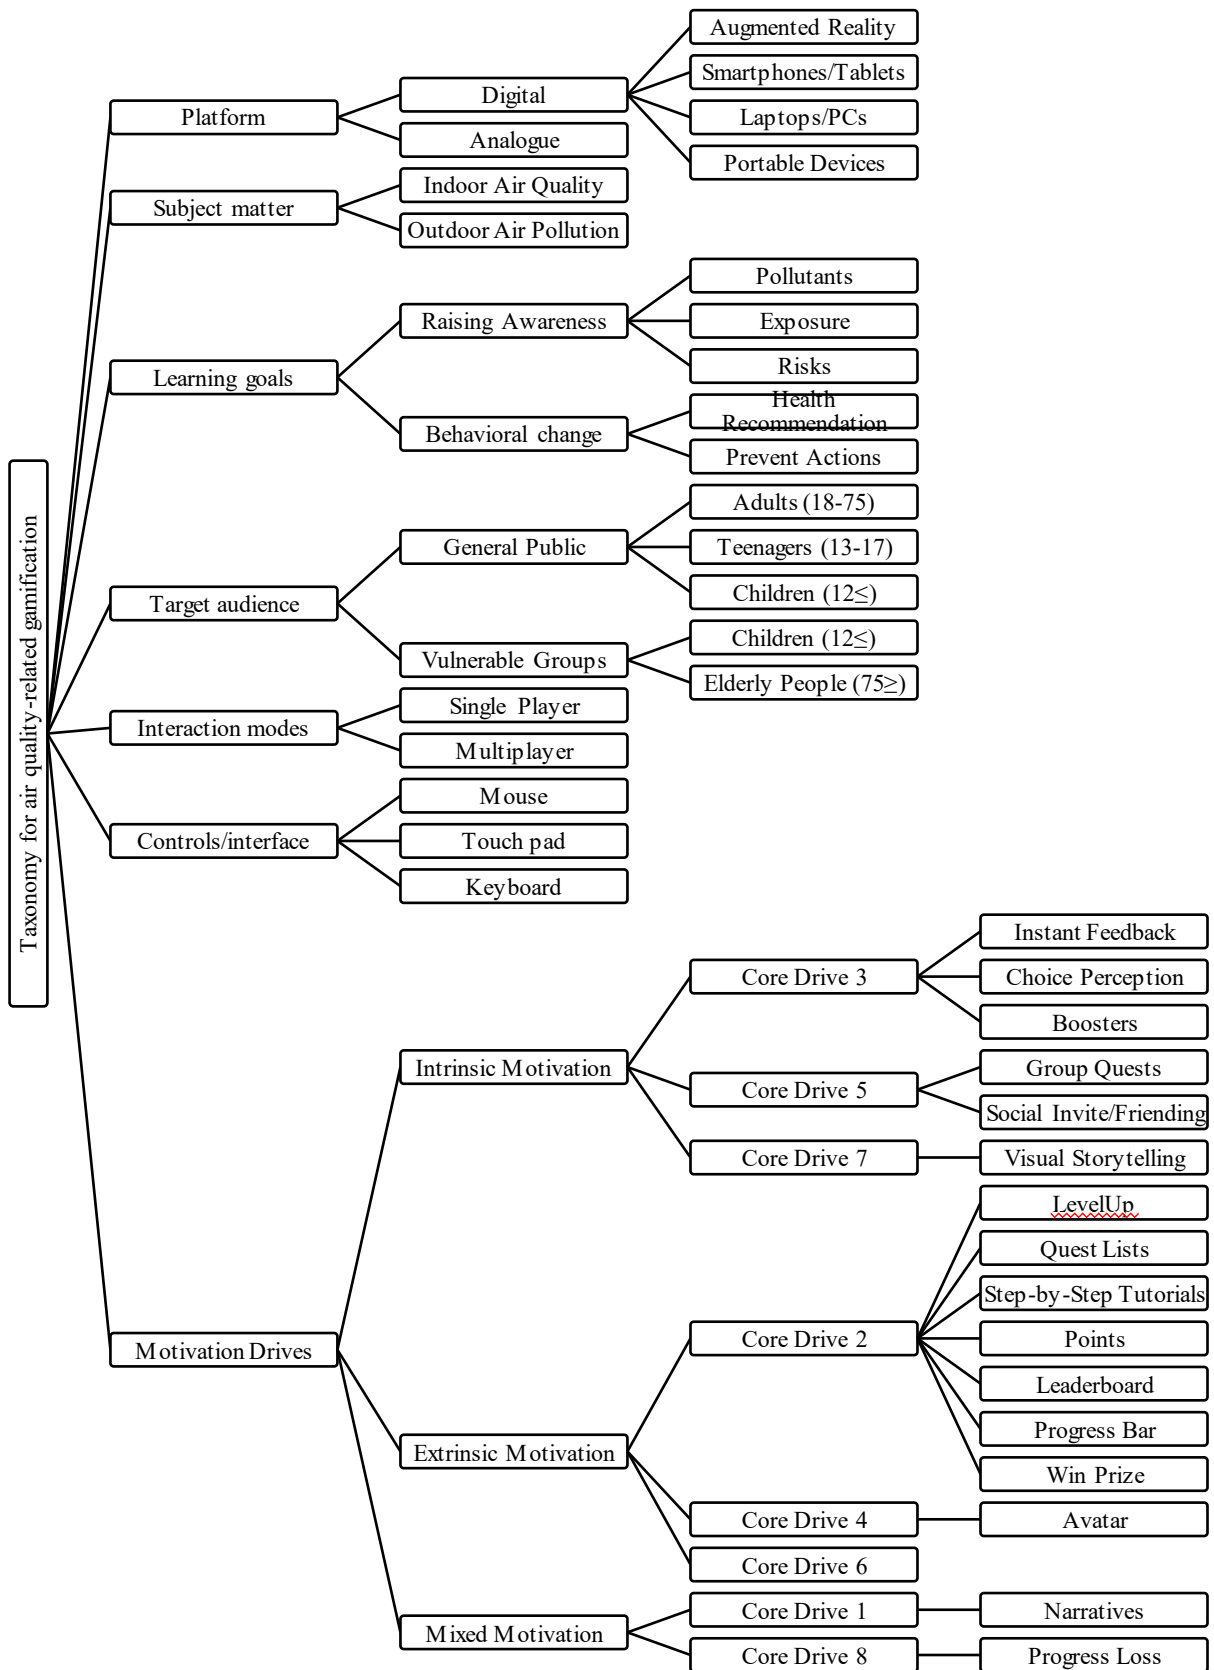 Taxonomy for air quality-related gamification
Platform
Digital
Augmented Reality
Smartphones/Tablets
Laptops/PCs
Portable Devices
Analogue
Subject matter
Indoor Air Quality
Outdoor Air Pollution
Learning goals
Raising Awareness
Pollutants
Exposure
Risks
Behavioral change
Health
Recommendation
Prevent Actions
Target audience
General Public
Adults (18-75)
Teenagers (13-17)
Children (12≤)
Vulnerable Groups
Children (12≤)
Elderly People (75≥)
Interaction modes
Single Player
Multiplayer
Controls/interface
Mouse
Touch pad
Keyboard
Motivation Drives
Intrinsic Motivation
Core Drive 3
Instant Feedback
Choice Perception
Boosters
Core Drive 5
Group Quests
Social Invite/Friending
Core Drive 7
Visual Storytelling
Extrinsic Motivation
Core Drive 2
LevelUp
Quest Lists
Step-by-Step Tutorials
Points
Leaderboard
Progress Bar
Win Prize
Core Drive 4
Avatar
Core Drive 6
Mixed Motivation
Core Drive 1
Narratives
Core Drive 8
Progress Loss